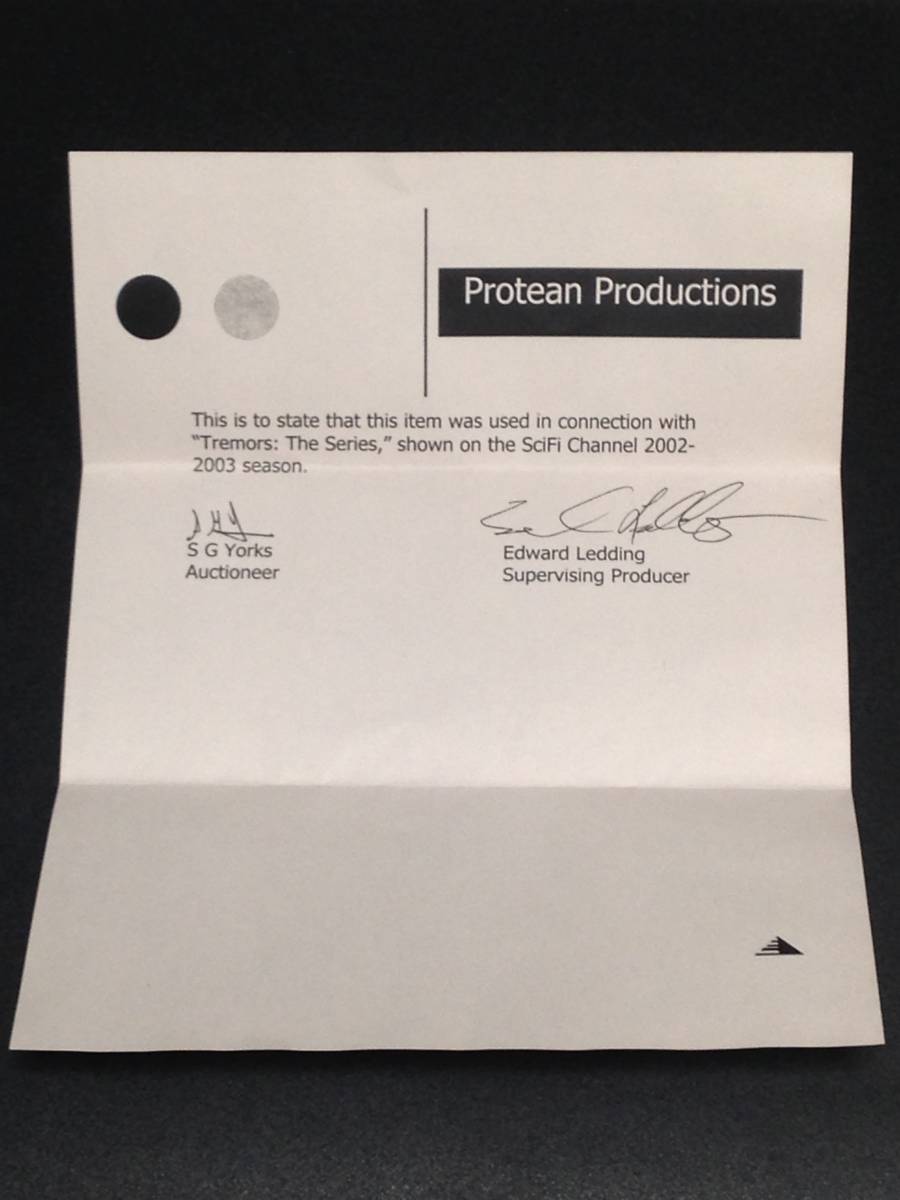 Protean Productions
This is to state that this item was used in connection with
“Tremors: The Series,” shown on the SciFi Channel 2002-
2003 season.
S G Yorks
Auctioneer
Edward Ledding
Supervising Producer